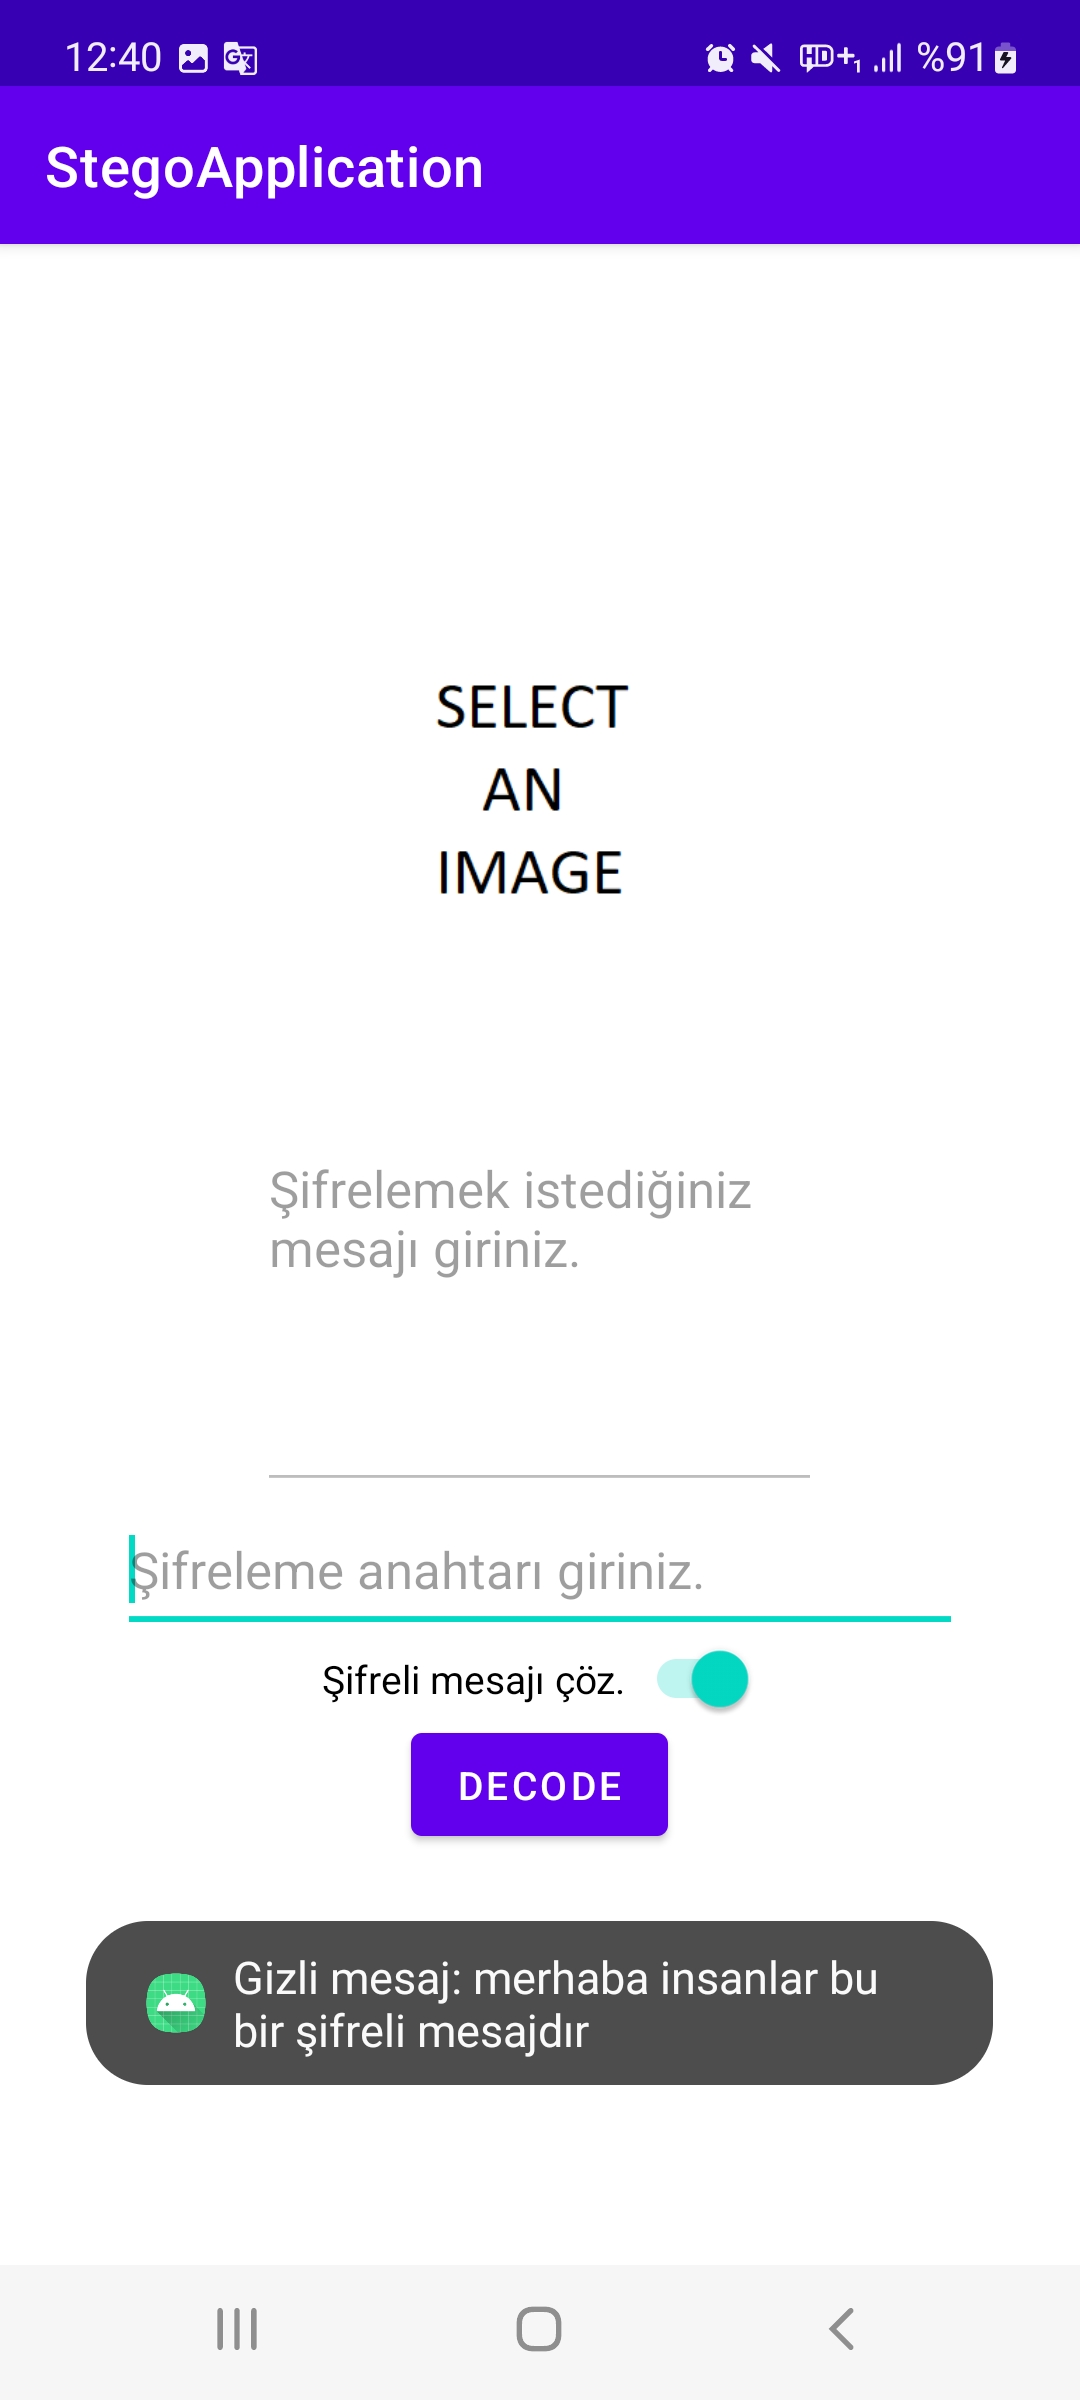 12:40 %91
StegoApplication
SELECT
AN
IMAGE
Şifrelemek istediğiniz
mesajı giriniz.
Şifreleme anahtarı giriniz.
Şifreli mesajı çöz.
DECODE
Gizli mesaj: merhaba insanlar bu
bir şifreli mesajdır